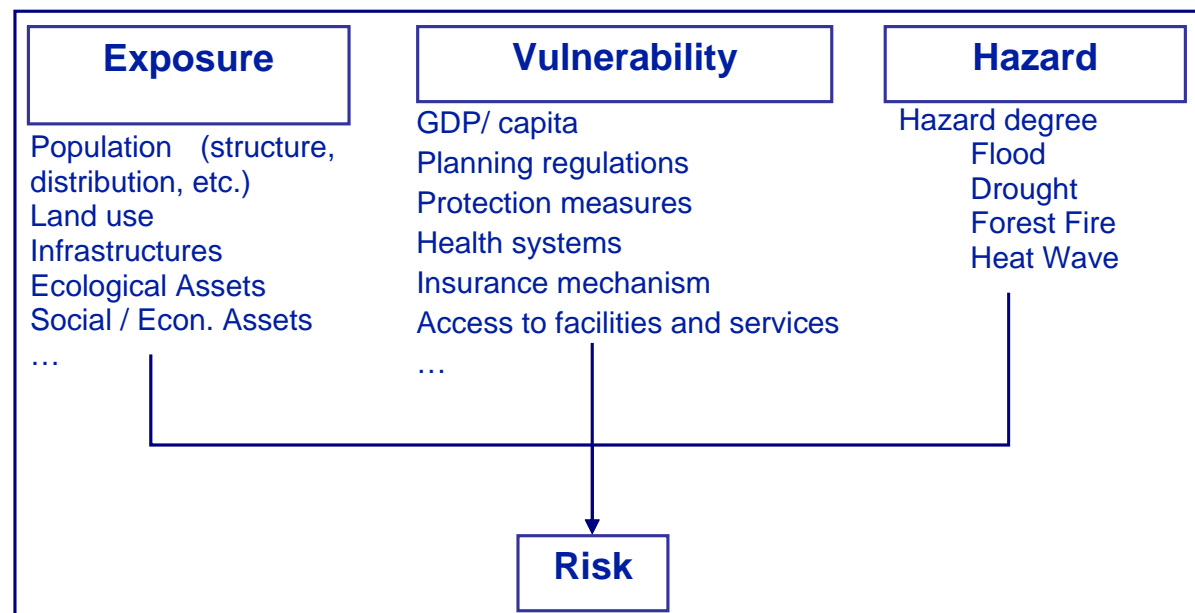 Exposure
Population (structure,
distribution, etc.)
Land use
Infrastructures
Ecological Assets
Social / Econ. Assets
…
Vulnerability
GDP/ capita
Planning regulations
Protection measures
Health systems
Insurance mechanism
Access to facilities and services
…
Hazard
Hazard degree
Flood
Drought
Forest Fire
Heat Wave
Risk